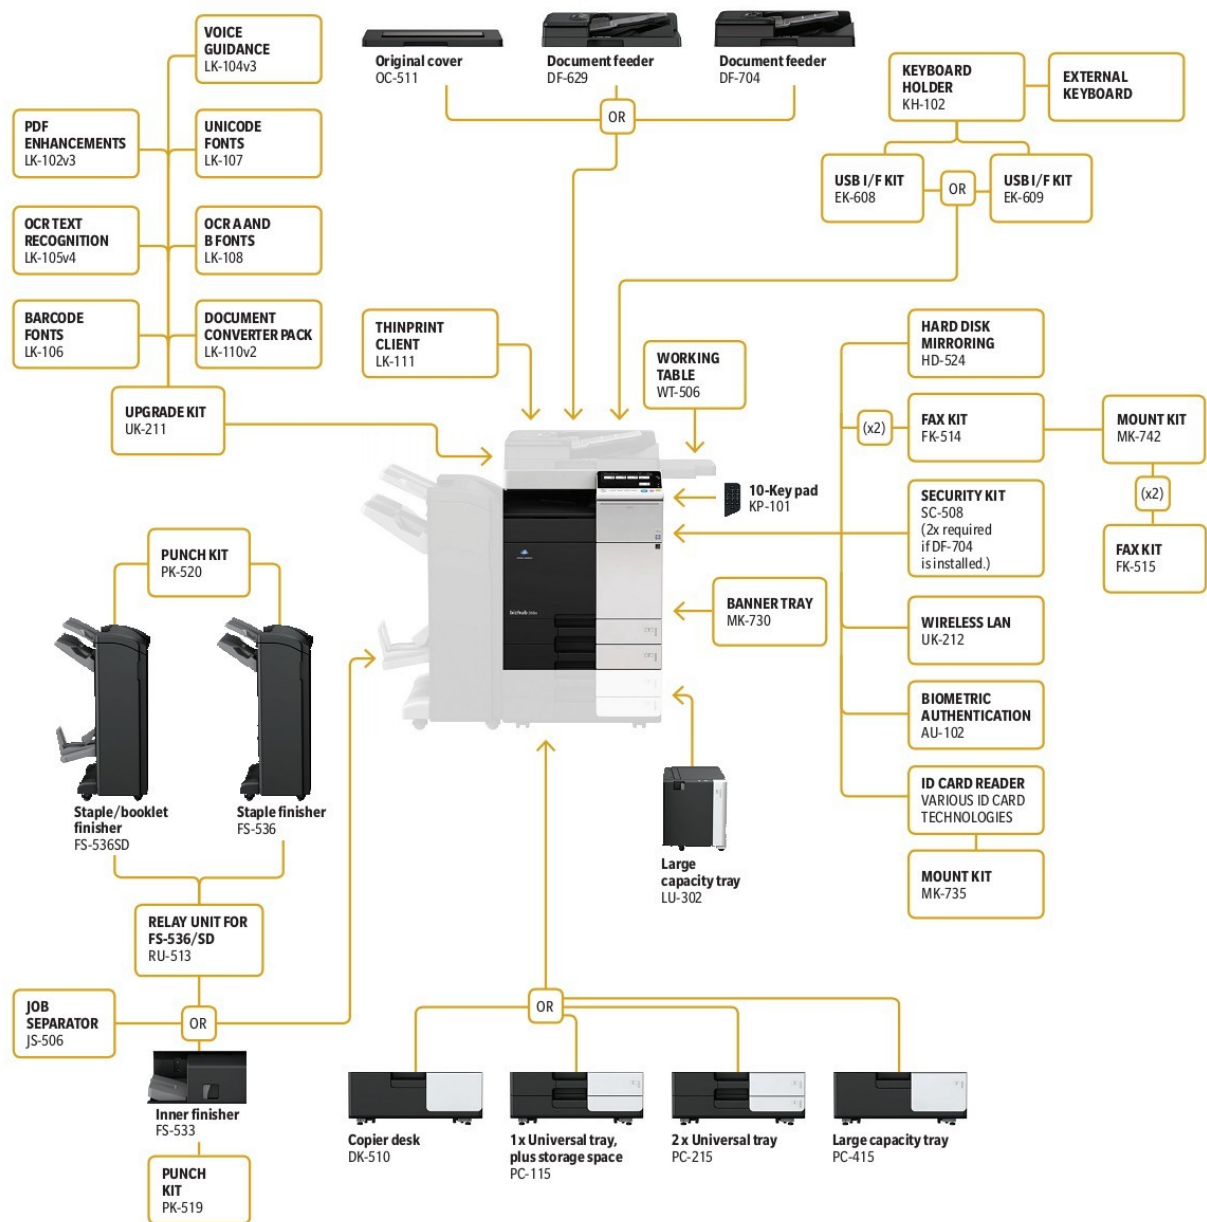 VOICE
GUIDANCE
LK-104v3
Original cover
OC-511
Document feeder
DF-629
Document feeder
DF-704
OR
KEYBOARD
HOLDER
KH-102
EXTERNAL
KEYBOARD
PDF
ENHANCEMENTS
LK-102v3
UNICODE
FONTS
LK-107
USB I/F KIT
EK-608
OR
USB I/F KIT
EK-609
OCR TEXT
RECOGNITION
LK-105v4
OCR A AND
B FONTS
LK-108
BARCODE
FONTS
LK-106
DOCUMENT
CONVERTER PACK
LK-110v2
THINPRINT
CLIENT
LK-111
WORKING
TABLE
WT-506
HARD DISK
MIRRORING
HD-524
UPGRADE KIT
UK-211
(x2)
FAX KIT
FK-514
MOUNT KIT
MK-742
(x2)
FAX KIT
FK-515
10-Key pad
KP-101
SECURITY KIT
SC-508
(2x required
if DF-704
is installed.)
PUNCH KIT
PK-520
bizhub
BANNER TRAY
MK-730
WIRELESS LAN
UK-212
BIOMETRIC
AUTHENTICATION
AU-102
ID CARD READER
VARIOUS ID CARD
TECHNOLOGIES
MOUNT KIT
MK-735
Staple/booklet
finisher
FS-536SD
Staple finisher
FS-536
Large
capacity tray
LU-302
RELAY UNIT FOR
FS-536/SD
RU-513
JOB
SEPARATOR
JS-506
OR
OR
Inner finisher
FS-533
PUNCH
KIT
PK-519
Copier desk
DK-510
1x Universal tray,
plus storage space
PC-115
2 x Universal tray
PC-215
Large capacity tray
PC-415